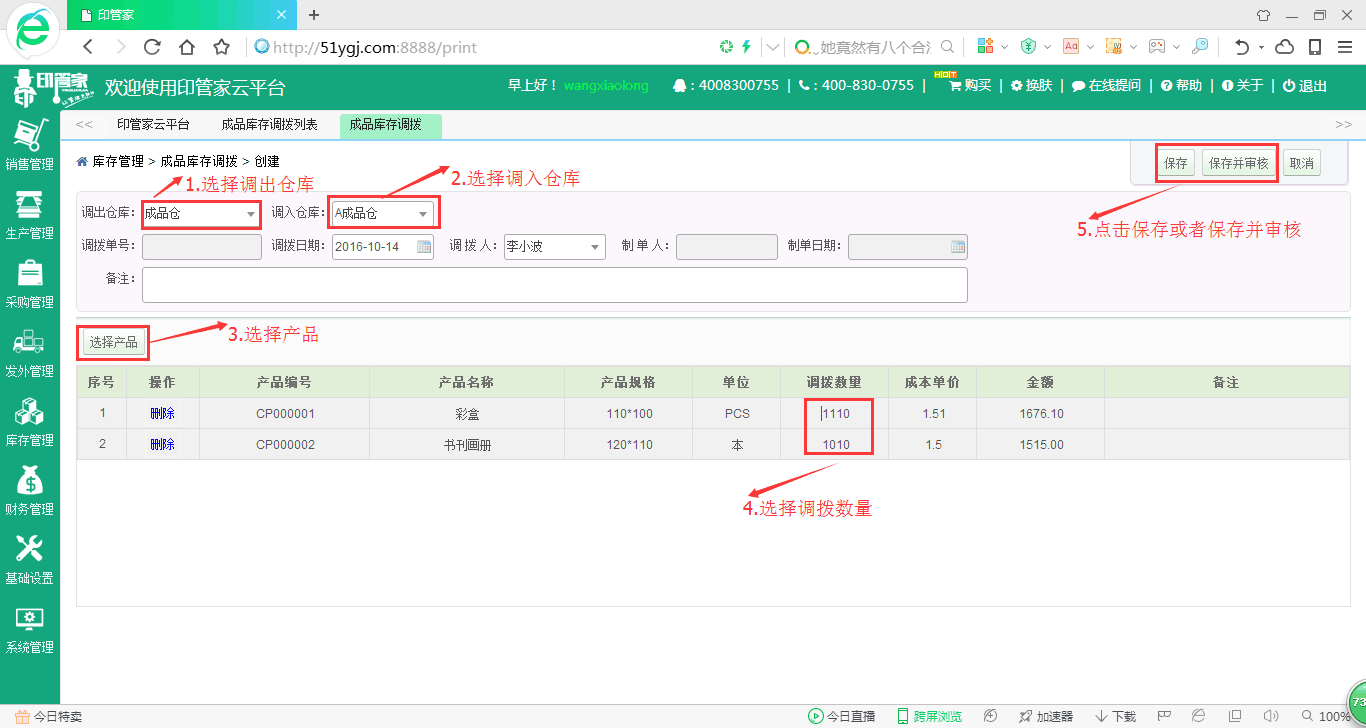 印管家
http://51ygj.com:8888/print
她竟然有八个合法
印管家
欢迎使用印管家云平台
早上好！ wangxiaolong
: 4008300755 | : 400-830-0755 | HOT 购买 | 换肤 | 在线提问 | 帮助 | 关于 | 退出
<< 印管家云平台 成品库存调拨列表 成品库存调拨 >>
销售管理
生产管理
采购管理
发外管理
库存管理
财务管理
基础设置
系统管理
库存管理 > 成品库存调拨 > 创建
保存 保存并审核 取消
1.选择调出仓库
2.选择调入仓库
5.点击保存或者保存并审核
调出仓库: 成品仓 调入仓库: A成品仓
调拨单号: 调拨日期: 2016-10-14 调 拨 人: 李小波 制 单 人: 制单日期:
备注:
选择产品
3.选择产品
序号 操作 产品编号 产品名称 产品规格 单位 调拨数量 成本单价 金额 备注
1 删除 CP000001 彩盒 110*100 PCS 1110 1.51 1676.10
2 删除 CP000002 书刊画册 120*110 本 1010 1.5 1515.00
4.选择调拨数量
今日特卖 今日直播 跨屏浏览 加速器 下载 100%
73